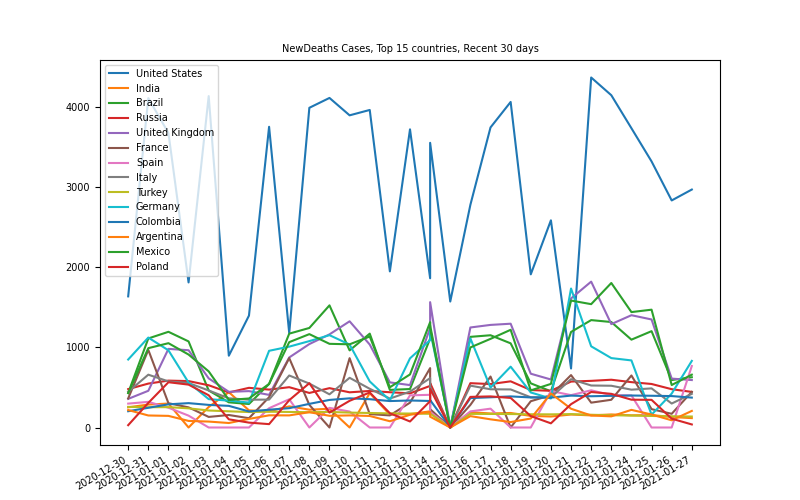 NewDeaths Cases, Top 15 countries, Recent 30 days
United States
India
Brazil
Russia
United Kingdom
France
Spain
Italy
Turkey
Germany
Colombia
Argentina
Mexico
Poland
4000
3000
2000
1000
0
2020-12-30
2020-12-31
2021-01-01
2021-01-02
2021-01-03
2021-01-04
2021-01-05
2021-01-06
2021-01-07
2021-01-08
2021-01-09
2021-01-10
2021-01-11
2021-01-12
2021-01-13
2021-01-14
2021-01-15
2021-01-16
2021-01-17
2021-01-18
2021-01-19
2021-01-20
2021-01-21
2021-01-22
2021-01-23
2021-01-24
2021-01-25
2021-01-26
2021-01-27